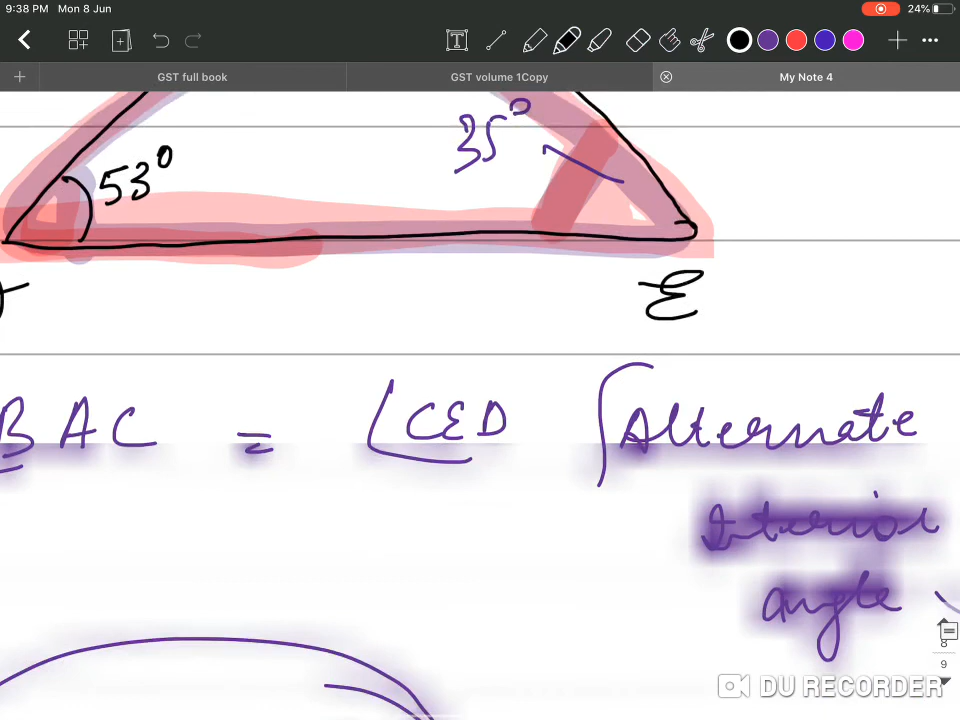 9:38 PM Mon 8 Jun 24%
GST full book GST volume 1Copy My Note 4
35°
53°
E
BAC = ∠CED (Alternate
Interior
angle
8
9
DU RECORDER